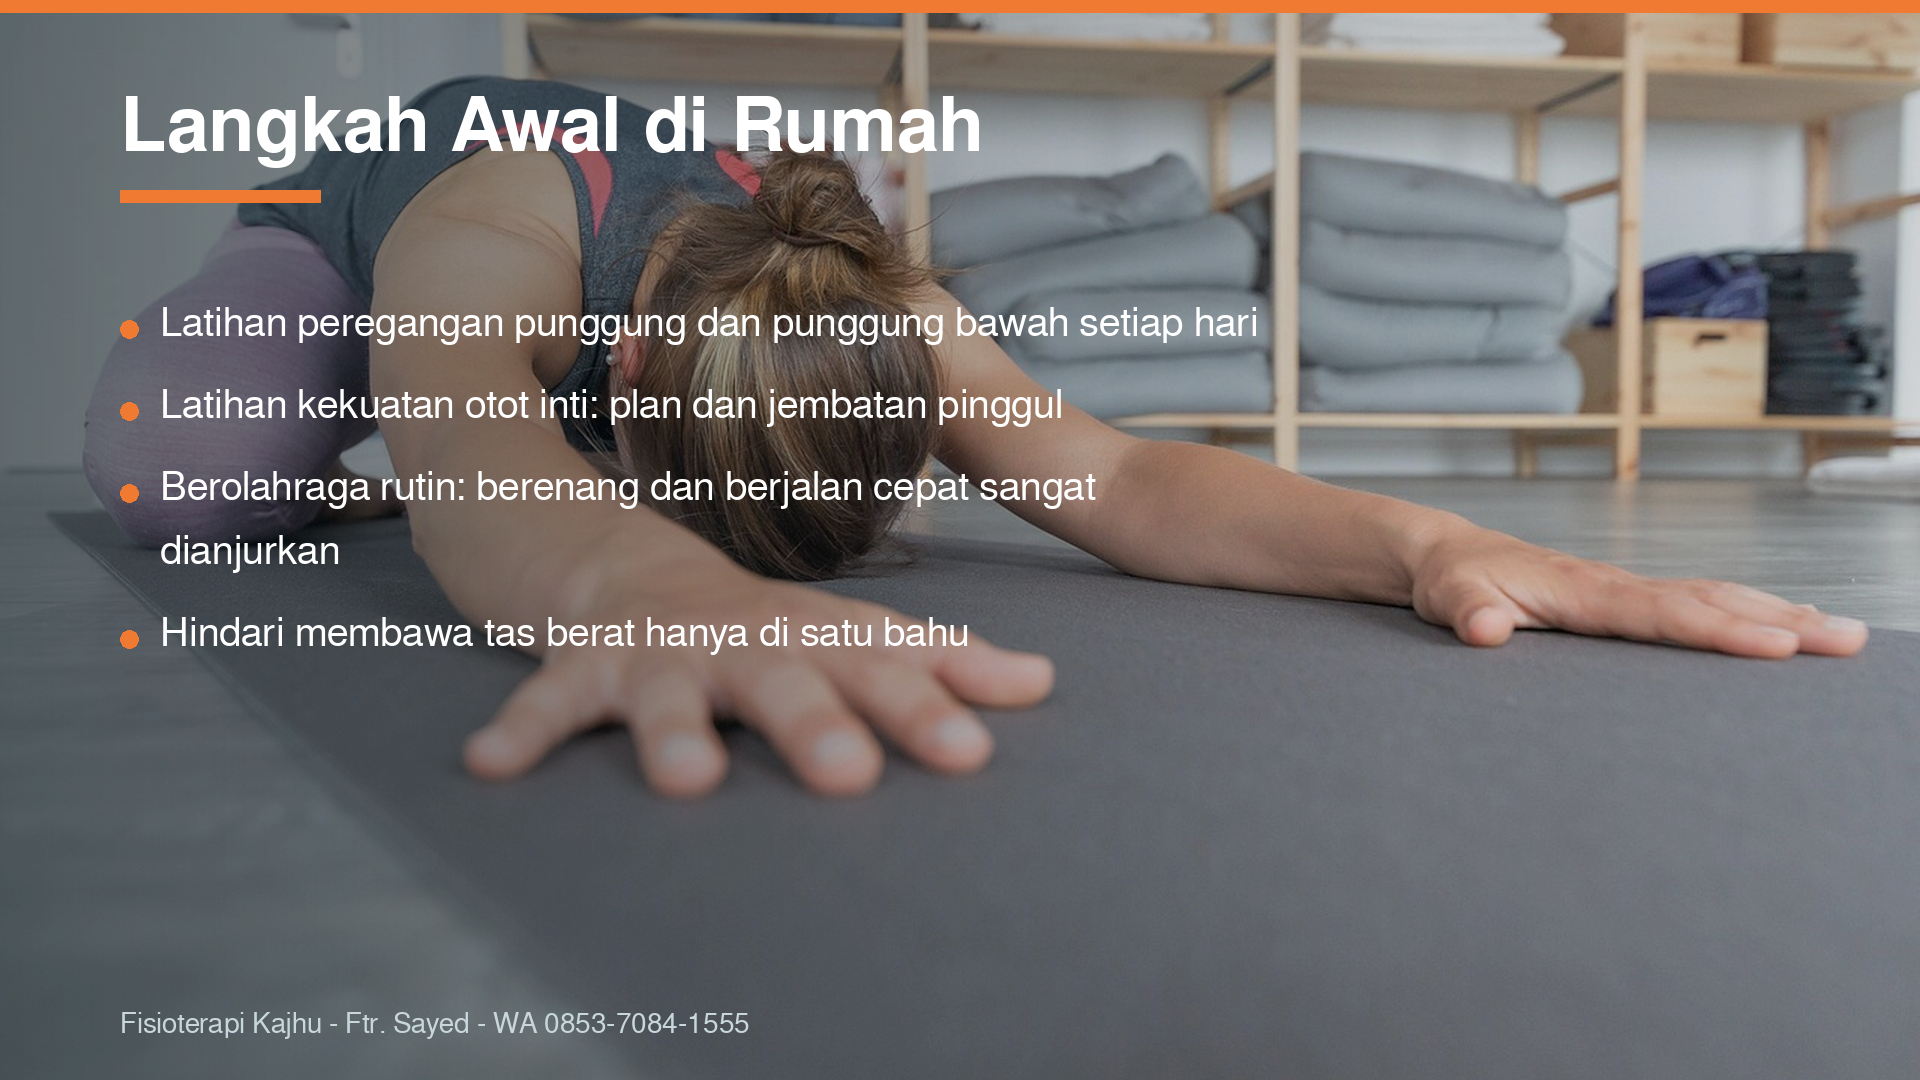 Langkah Awal di Rumah
Latihan peregangan punggung dan punggung bawah setiap hari
Latihan kekuatan otot inti: plan dan jembatan pinggul
Berolahraga rutin: berenang dan berjalan cepat sangat
dianjurkan
Hindari membawa tas berat hanya di satu bahu
Fisioterapi Kajhu - Ftr. Sayed - WA 0853-7084-1555